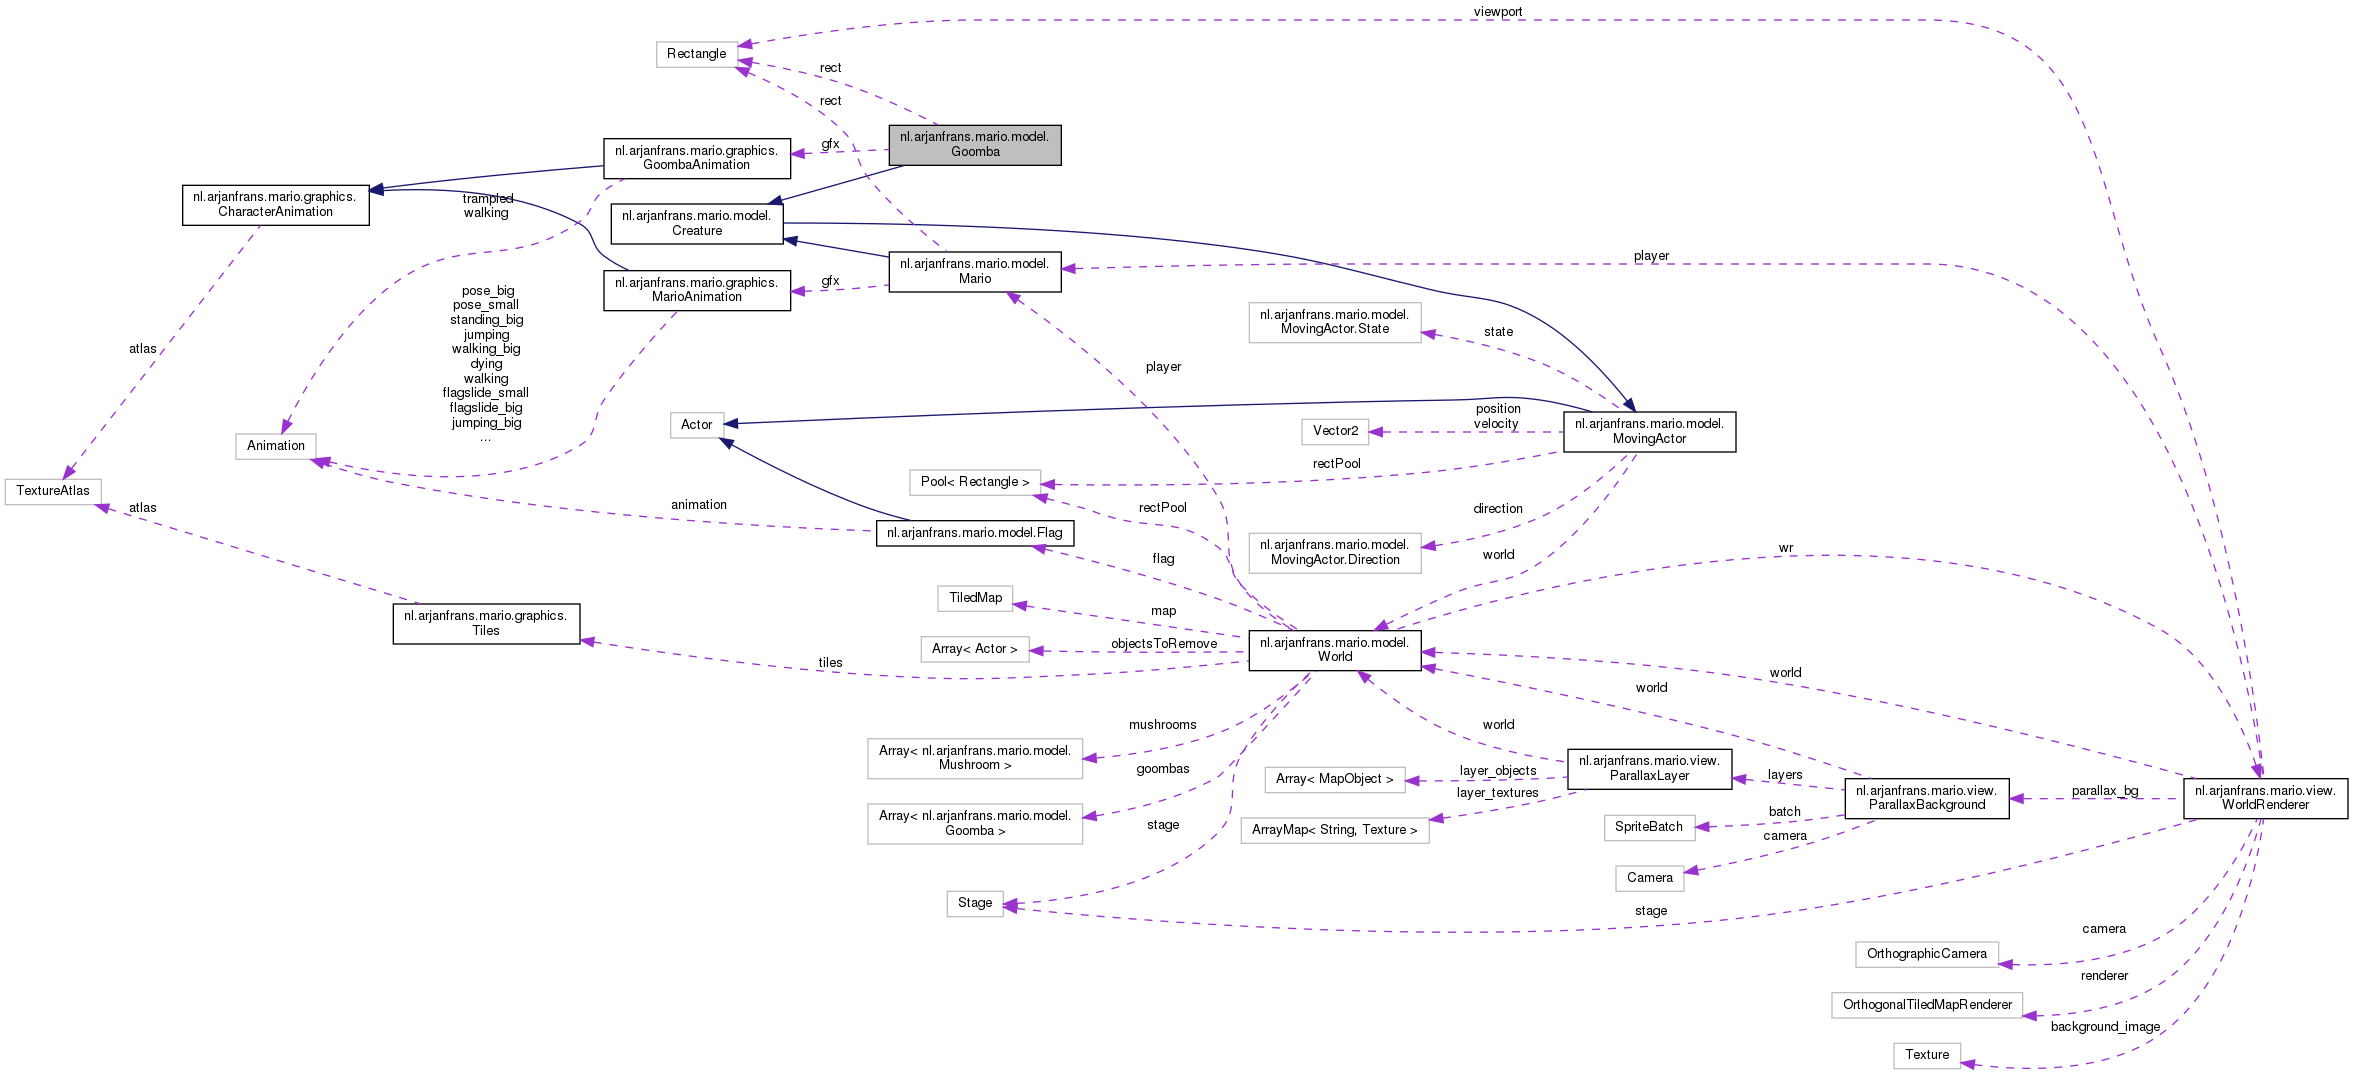 viewport
Rectangle
rect
rect
nl.arjanfrans.mario.model.
Goomba
nl.arjanfrans.mario.graphics.
GoombaAnimation
gfx
nl.arjanfrans.mario.graphics.
CharacterAnimation
trampled
walking
nl.arjanfrans.mario.model.
Creature
nl.arjanfrans.mario.model.
Mario
player
nl.arjanfrans.mario.graphics.
MarioAnimation
gfx
pose_big
pose_small
standing_big
jumping
walking_big
dying
walking
flagslide_small
flagslide_big
jumping_big
...
nl.arjanfrans.mario.model.
MovingActor.State
state
atlas
player
Actor
position
velocity
Vector2
nl.arjanfrans.mario.model.
MovingActor
Animation
rectPool
Pool< Rectangle >
TextureAtlas
atlas
animation
rectPool
direction
nl.arjanfrans.mario.model.Flag
nl.arjanfrans.mario.model.
MovingActor.Direction
flag
world
wr
TiledMap
map
nl.arjanfrans.mario.graphics.
Tiles
Array< Actor >
objectsToRemove
nl.arjanfrans.mario.model.
World
tiles
world
world
mushrooms
world
Array< nl.arjanfrans.mario.model.
Mushroom >
goombas
nl.arjanfrans.mario.view.
ParallaxLayer
layer_objects
Array< MapObject >
layers
layer_textures
nl.arjanfrans.mario.view.
ParallaxBackground
parallax_bg
nl.arjanfrans.mario.view.
WorldRenderer
Array< nl.arjanfrans.mario.model.
Goomba >
stage
ArrayMap< String, Texture >
batch
SpriteBatch
camera
Camera
Stage
stage
camera
OrthographicCamera
renderer
OrthogonalTiledMapRenderer
background_image
Texture